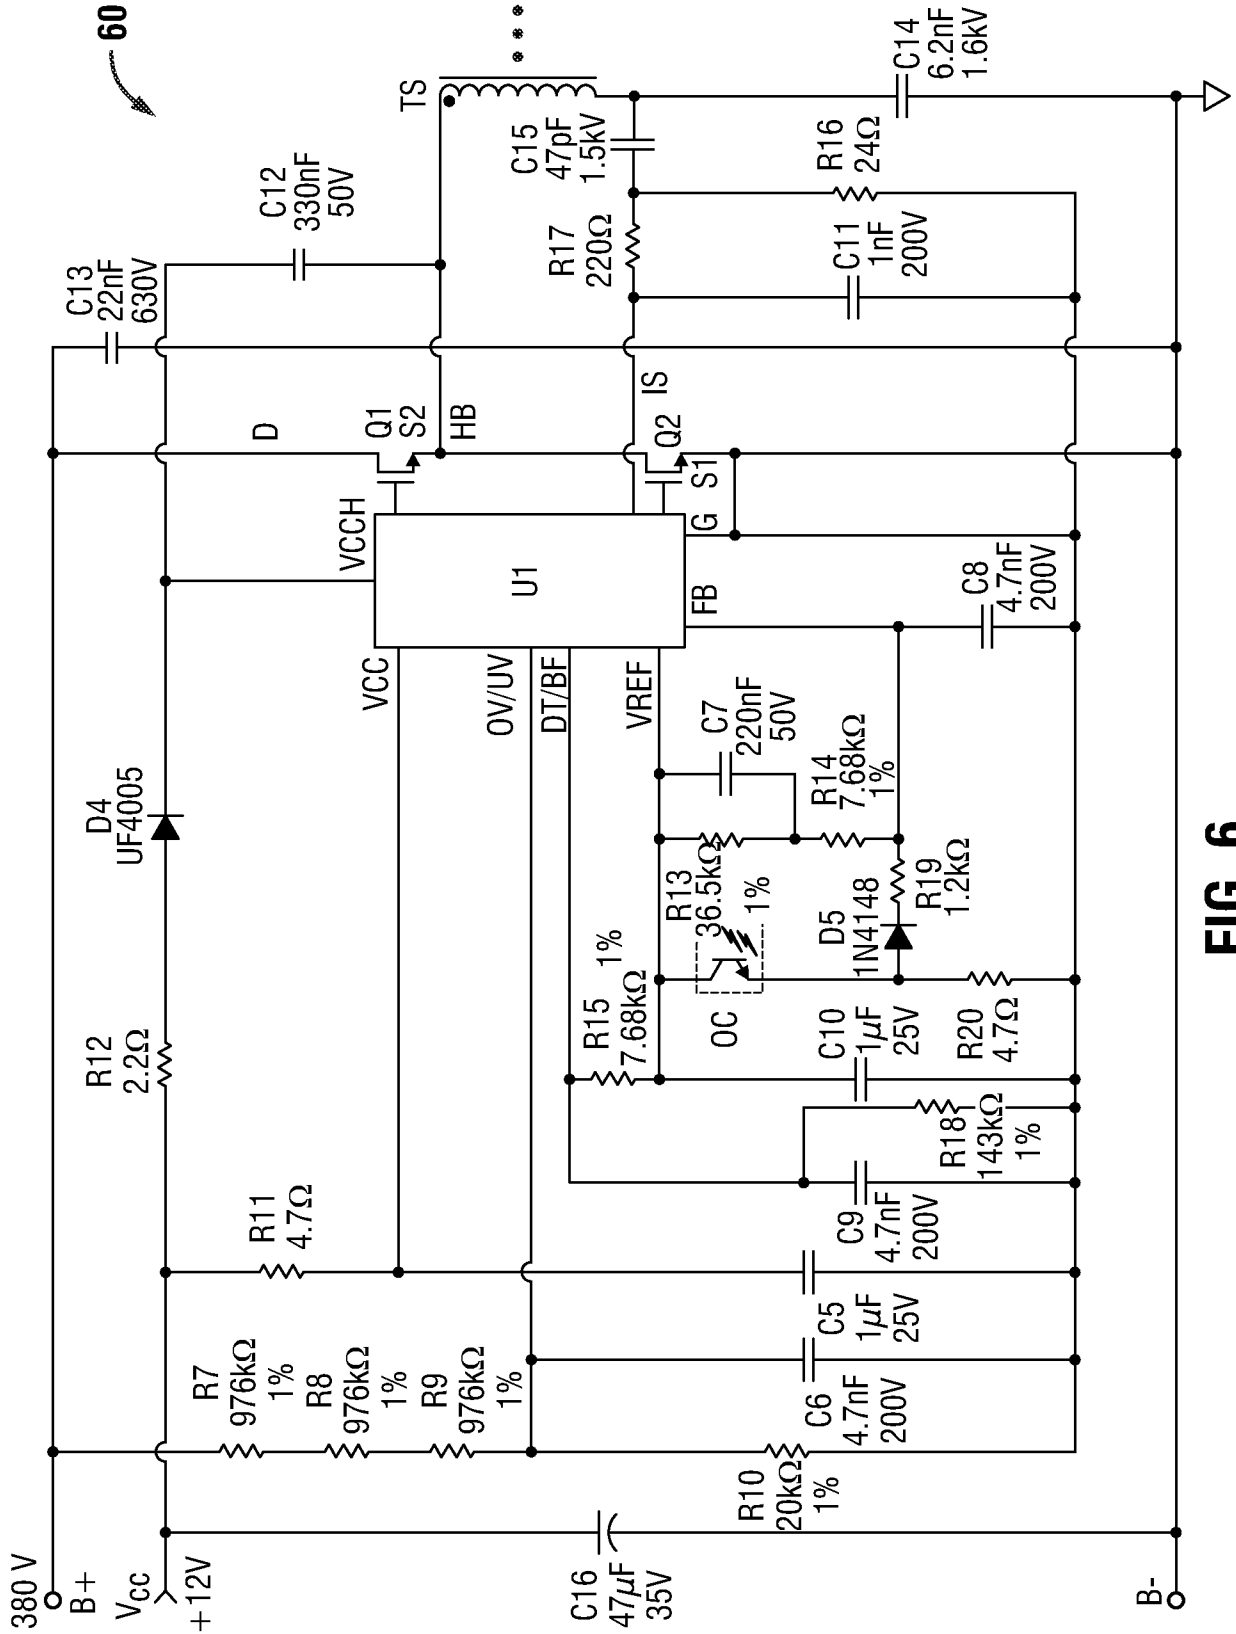 60
380 V
B+
Vcc
+12V
C16
47μF
35V
B-
R7
976kΩ
1%
R8
976kΩ
1%
R9
976kΩ
1%
R10
20kΩ
1%
C6
4.7nF
200V
C5
1μF
25V
R11
4.7Ω
R12
2.2Ω
D4
UF4005
C9
4.7nF
200V
R18
143kΩ
1%
C10
1μF
25V
R20
4.7Ω
R15
7.68kΩ
1%
OC
R13
36.5kΩ
1%
D5
1N4148
R19
1.2kΩ
R14
7.68kΩ
1%
C7
220nF
50V
C8
4.7nF
200V
VCC
OV/UV
DT/BF
VREF
VCCH
U1
FB
G
S1
Q2
IS
D
Q1
S2
HB
C13
22nF
630V
C12
330nF
50V
TS
R17
220Ω
C15
47pF
1.5kV
C11
1nF
200V
R16
24Ω
C14
6.2nF
1.6kV
FIG. 6